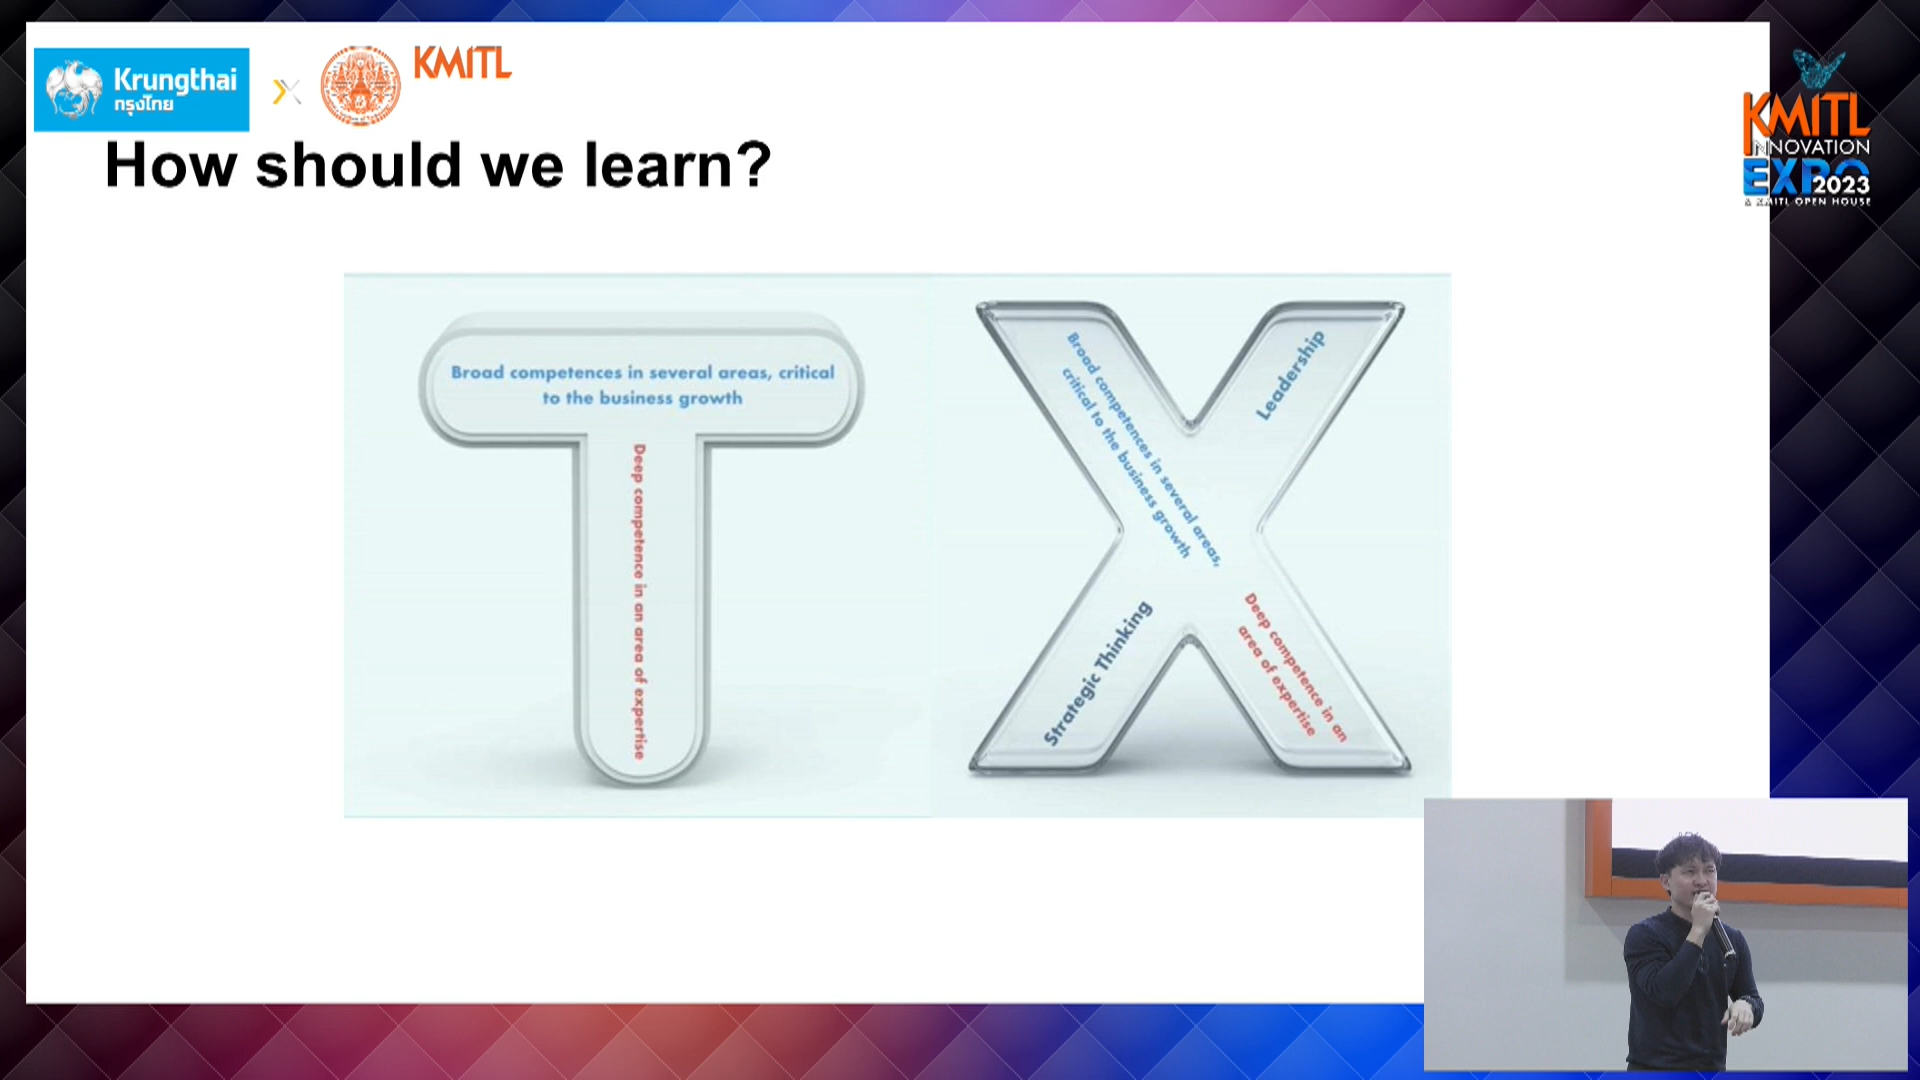 Krungthai
กรุงไทย
KMITL
How should we learn?
Broad competences in several areas, critical
to the business growth
Deep competence in an area of expertise
Broad competences in several areas,
critical to the business growth
Leadership
Strategic Thinking
Deep competence in an
area of expertise
KMITL
INNOVATION
EXPO 2023
& KMITL OPEN HOUSE